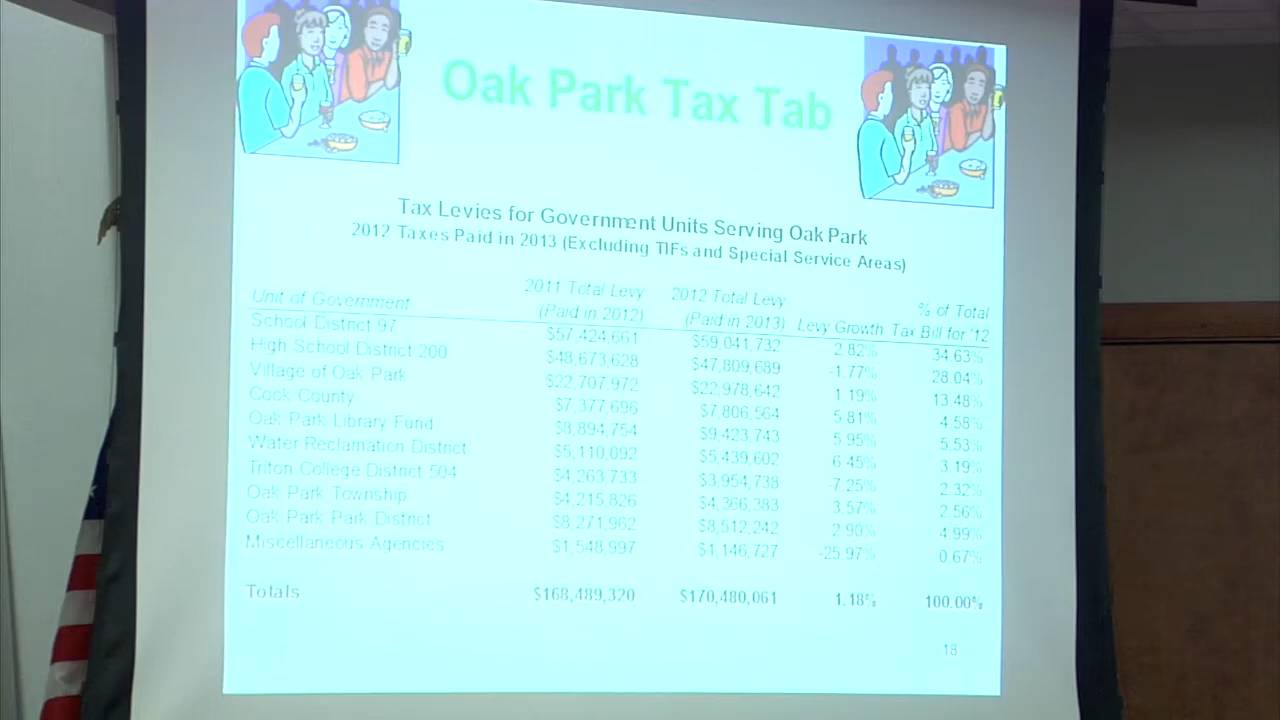 Oak Park Tax Tab
Tax Levies for Government Units Serving Oak Park
2012 Taxes Paid in 2013 (Excluding TIFs and Special Service Areas)
Unit of Government 2011 Total Levy (Paid in 2012) 2012 Total Levy (Paid in 2013) Levy Growth % of Total Tax Bill for '12
School District 97 $57,424,661 $59,041,732 2.82% 34.63%
High School District 200 $48,673,628 $47,809,689 -1.77% 28.04%
Village of Oak Park $22,707,972 $22,978,642 1.19% 13.48%
Cook County $7,377,696 $7,806,564 5.81% 4.58%
Oak Park Library Fund $8,894,754 $9,423,743 5.95% 5.53%
Water Reclamation District $5,110,092 $5,439,602 6.45% 3.19%
Triton College District 504 $4,263,733 $3,954,738 -7.25% 2.32%
Oak Park Township $4,215,826 $4,366,383 3.57% 2.56%
Oak Park Park District $8,271,962 $8,512,242 2.90% 4.99%
Miscellaneous Agencies $1,548,997 $1,146,727 -25.97% 0.67%
Totals $168,489,320 $170,480,061 1.18% 100.00%
18